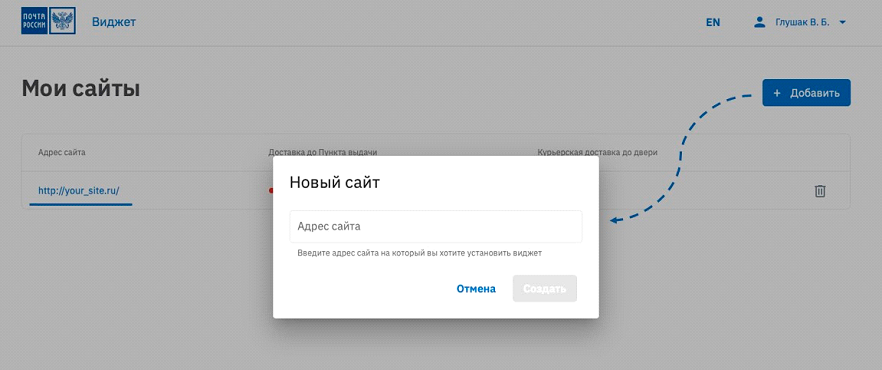 ПОЧТА
РОССИИ
Виджет
EN
Глушак В. Б.
Мои сайты
+ Добавить
Адрес сайта
Доставка до Пункта выдачи
Курьерская доставка до двери
http://your_site.ru/
Новый сайт
Адрес сайта
Введите адрес сайта на который вы хотите установить виджет
Отмена
Создать